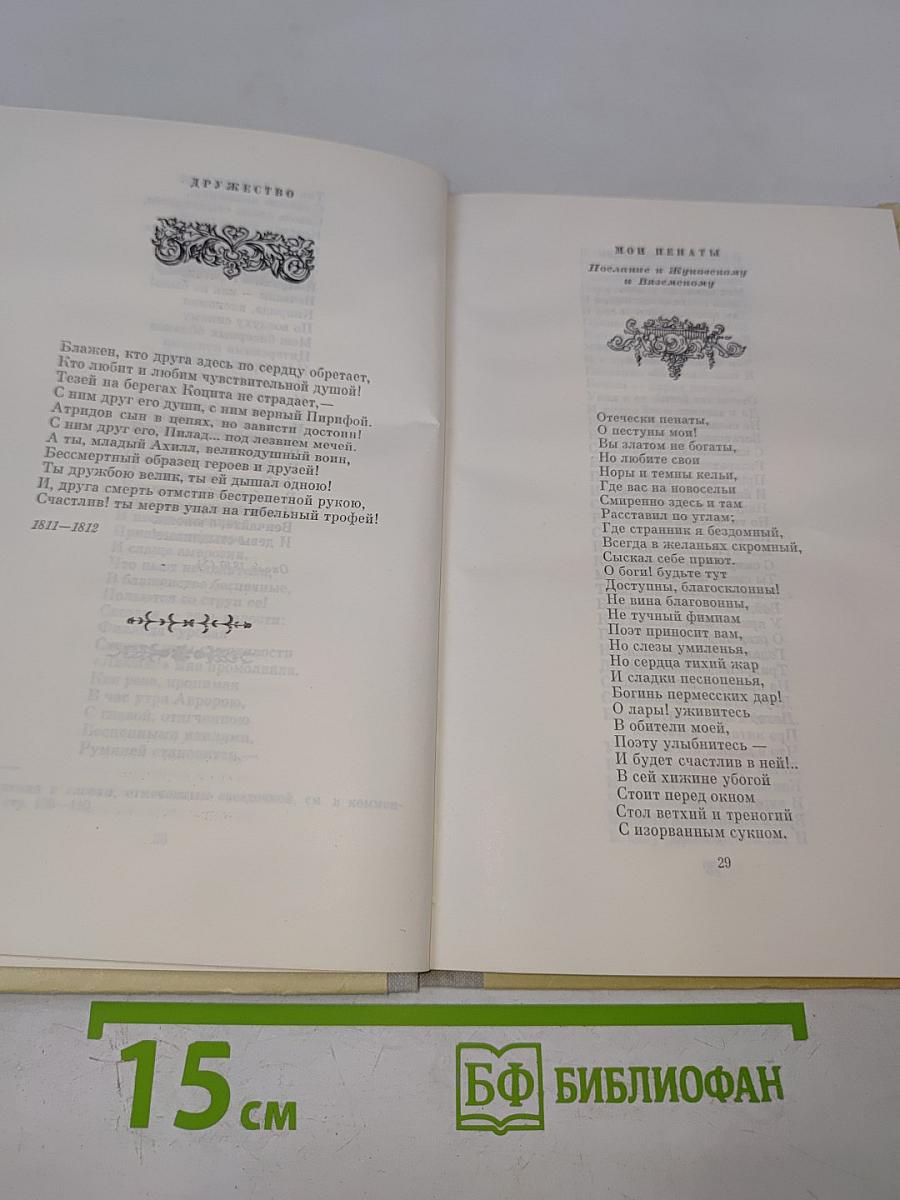 ДРУЖЕСТВО
Блажен, кто друга здесь по сердцу обретает,
Кто любит и любим чувствительной душой!
Тезей на берегах Коцита не страдает,—
С ним друг его души, с ним верный Пирифой.
Атридов сын в цепях, но зависти достоин!
С ним друг его, Пилад... под лезвием мечей.
А ты, младый Ахилл, великодушный воин,
Бессмертный образец героев и друзей!
Ты дружбою велик, ты ей дышал одною!
И, друга смерть отмстив бестрепетной рукою,
Счастлив! ты мертв упал на гибельный трофей!
1811—1812
МОИ ПЕНАТЫ
Послание к Жуковскому
и Вяземскому
Отечески пенаты,
О пестуны мои!
Вы златом не богаты,
Но любите свои
Норы и темны кельи,
Где вас на новосельи
Смиренно здесь и там
Расставил по углам;
Где странник я бездомный,
Всегда в желаньях скромный,
Сыскал себе приют.
О боги! будьте тут
Доступны, благосклонны!
Не вина благовонны,
Не тучный фимиам
Поэт приносит вам,
Но слезы умиленья,
Но сердца тихий жар
И сладки песнопенья,
Богинь пермесских дар!
О лары! уживитесь
В обители моей,
Поэту улыбнитесь —
И будет счастлив в ней!..
В сей хижине убогой
Стоит перед окном
Стол ветхий и треногий
С изорванным сукном.
29
15 см
БФ БИБЛИОФАН